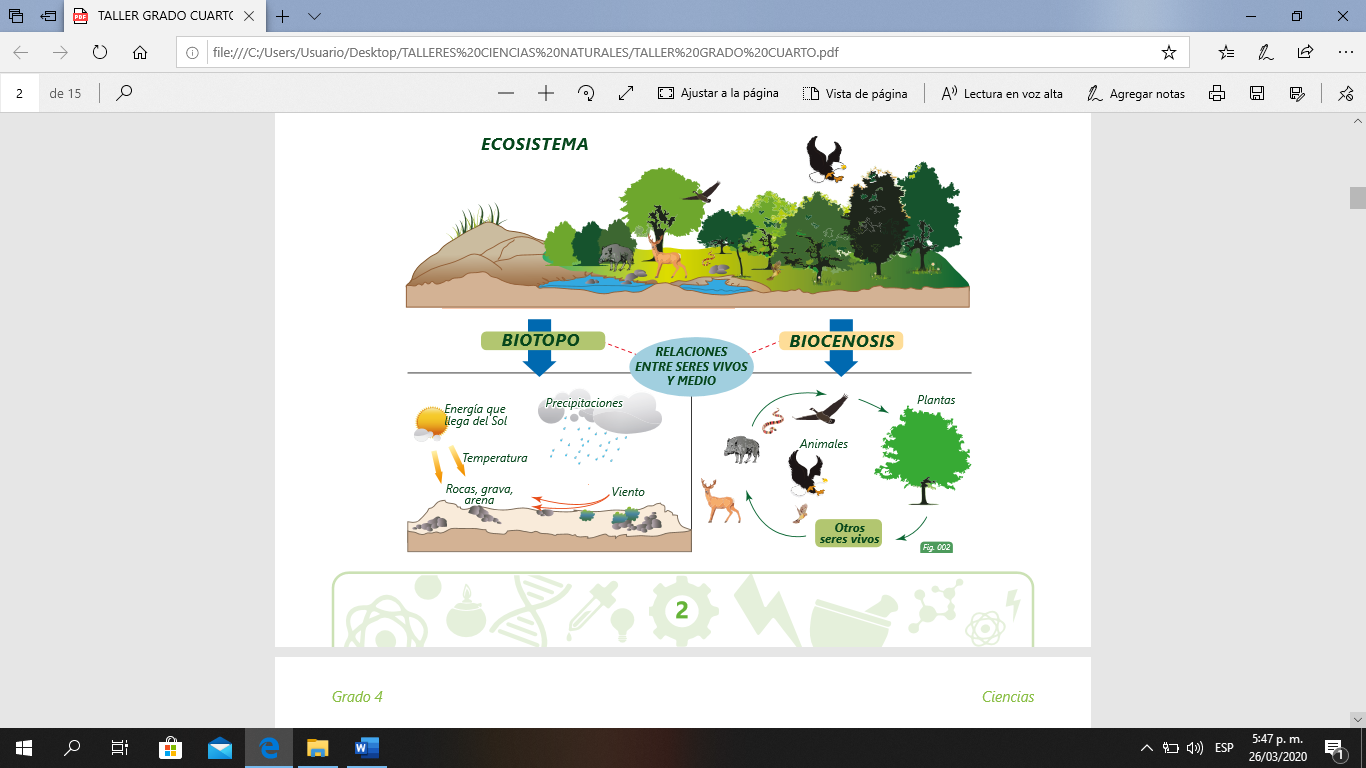 TALLER GRADO CUARTO
file:///C:/Users/Usuario/Desktop/TALLERES%20CIENCIAS%20NATURALES/TALLER%20GRADO%20CUARTO.pdf
2 de 15
Ajustar a la página
Vista de página
Lectura en voz alta
Agregar notas
ECOSISTEMA
BIOTOPO
BIOCENOSIS
RELACIONES
ENTRE SERES VIVOS
Y MEDIO
Energía que
llega del Sol
Precipitaciones
Temperatura
Rocas, grava,
arena
Viento
Plantas
Animales
Otros
seres vivos
Fig. 002
2
Grado 4
Ciencias
ESP
5:47 p. m.
26/03/2020
1